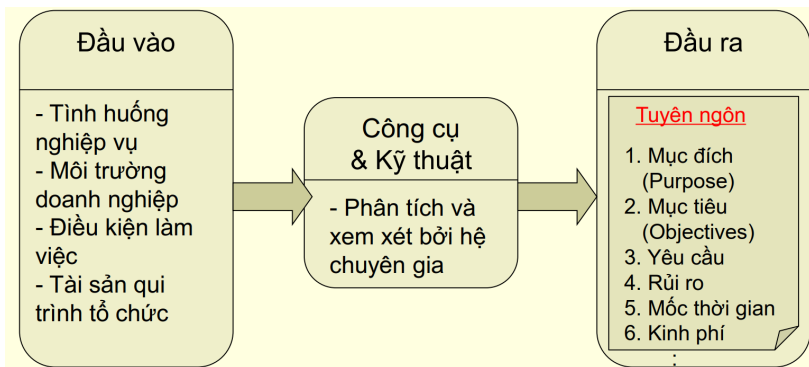 Đầu vào
- Tình huống
nghiệp vụ
- Môi trường
doanh nghiệp
- Điều kiện làm
việc
- Tài sản qui
trình tổ chức
Công cụ
& Kỹ thuật
- Phân tích và
xem xét bởi hệ
chuyên gia
Đầu ra
Tuyên ngôn
1. Mục đích
(Purpose)
2. Mục tiêu
(Objectives)
3. Yêu cầu
4. Rủi ro
5. Mốc thời gian
6. Kinh phí
: